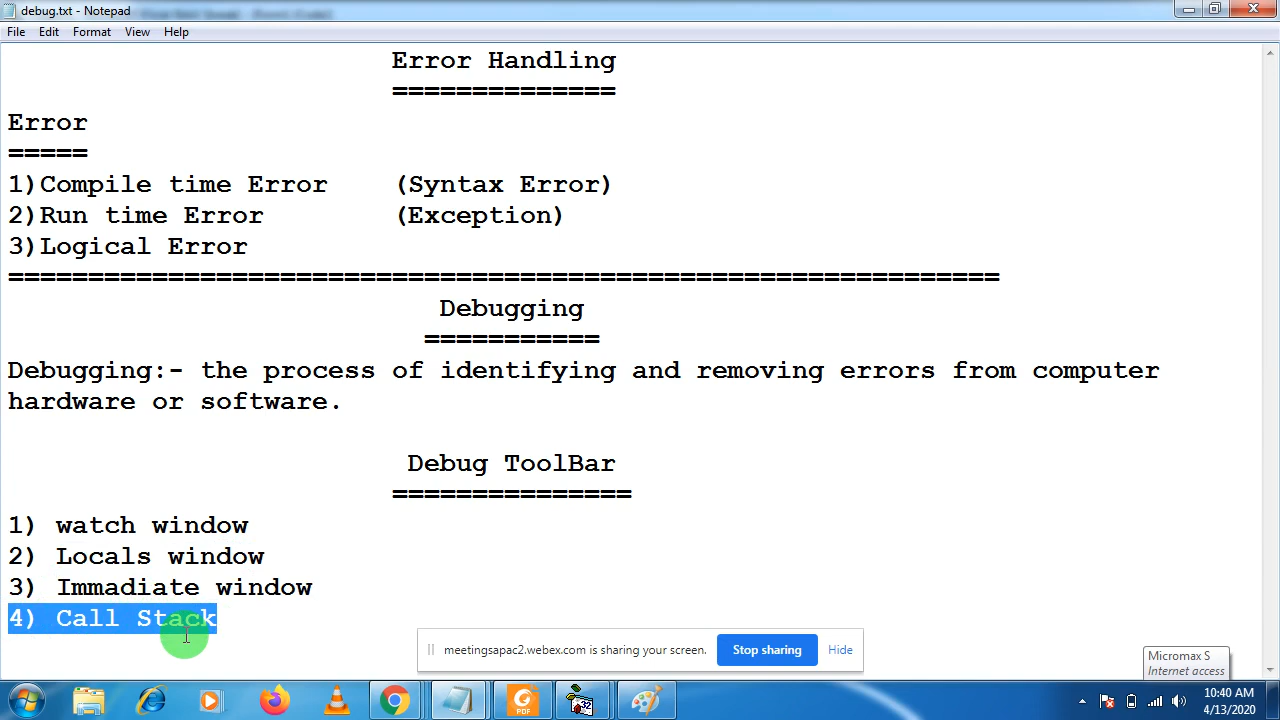 debug.txt - Notepad
File Edit Format View Help
Error Handling
==============
Error
=====
1)Compile time Error (Syntax Error)
2)Run time Error (Exception)
3)Logical Error
==============================================================
Debugging
===========
Debugging:- the process of identifying and removing errors from computer
hardware or software.
Debug ToolBar
===============
1) watch window
2) Locals window
3) Immadiate window
4) Call Stack
meetingsapac2.webex.com is sharing your screen. Stop sharing Hide
Micromax S
Internet access
PDF
32
10:40 AM
4/13/2020